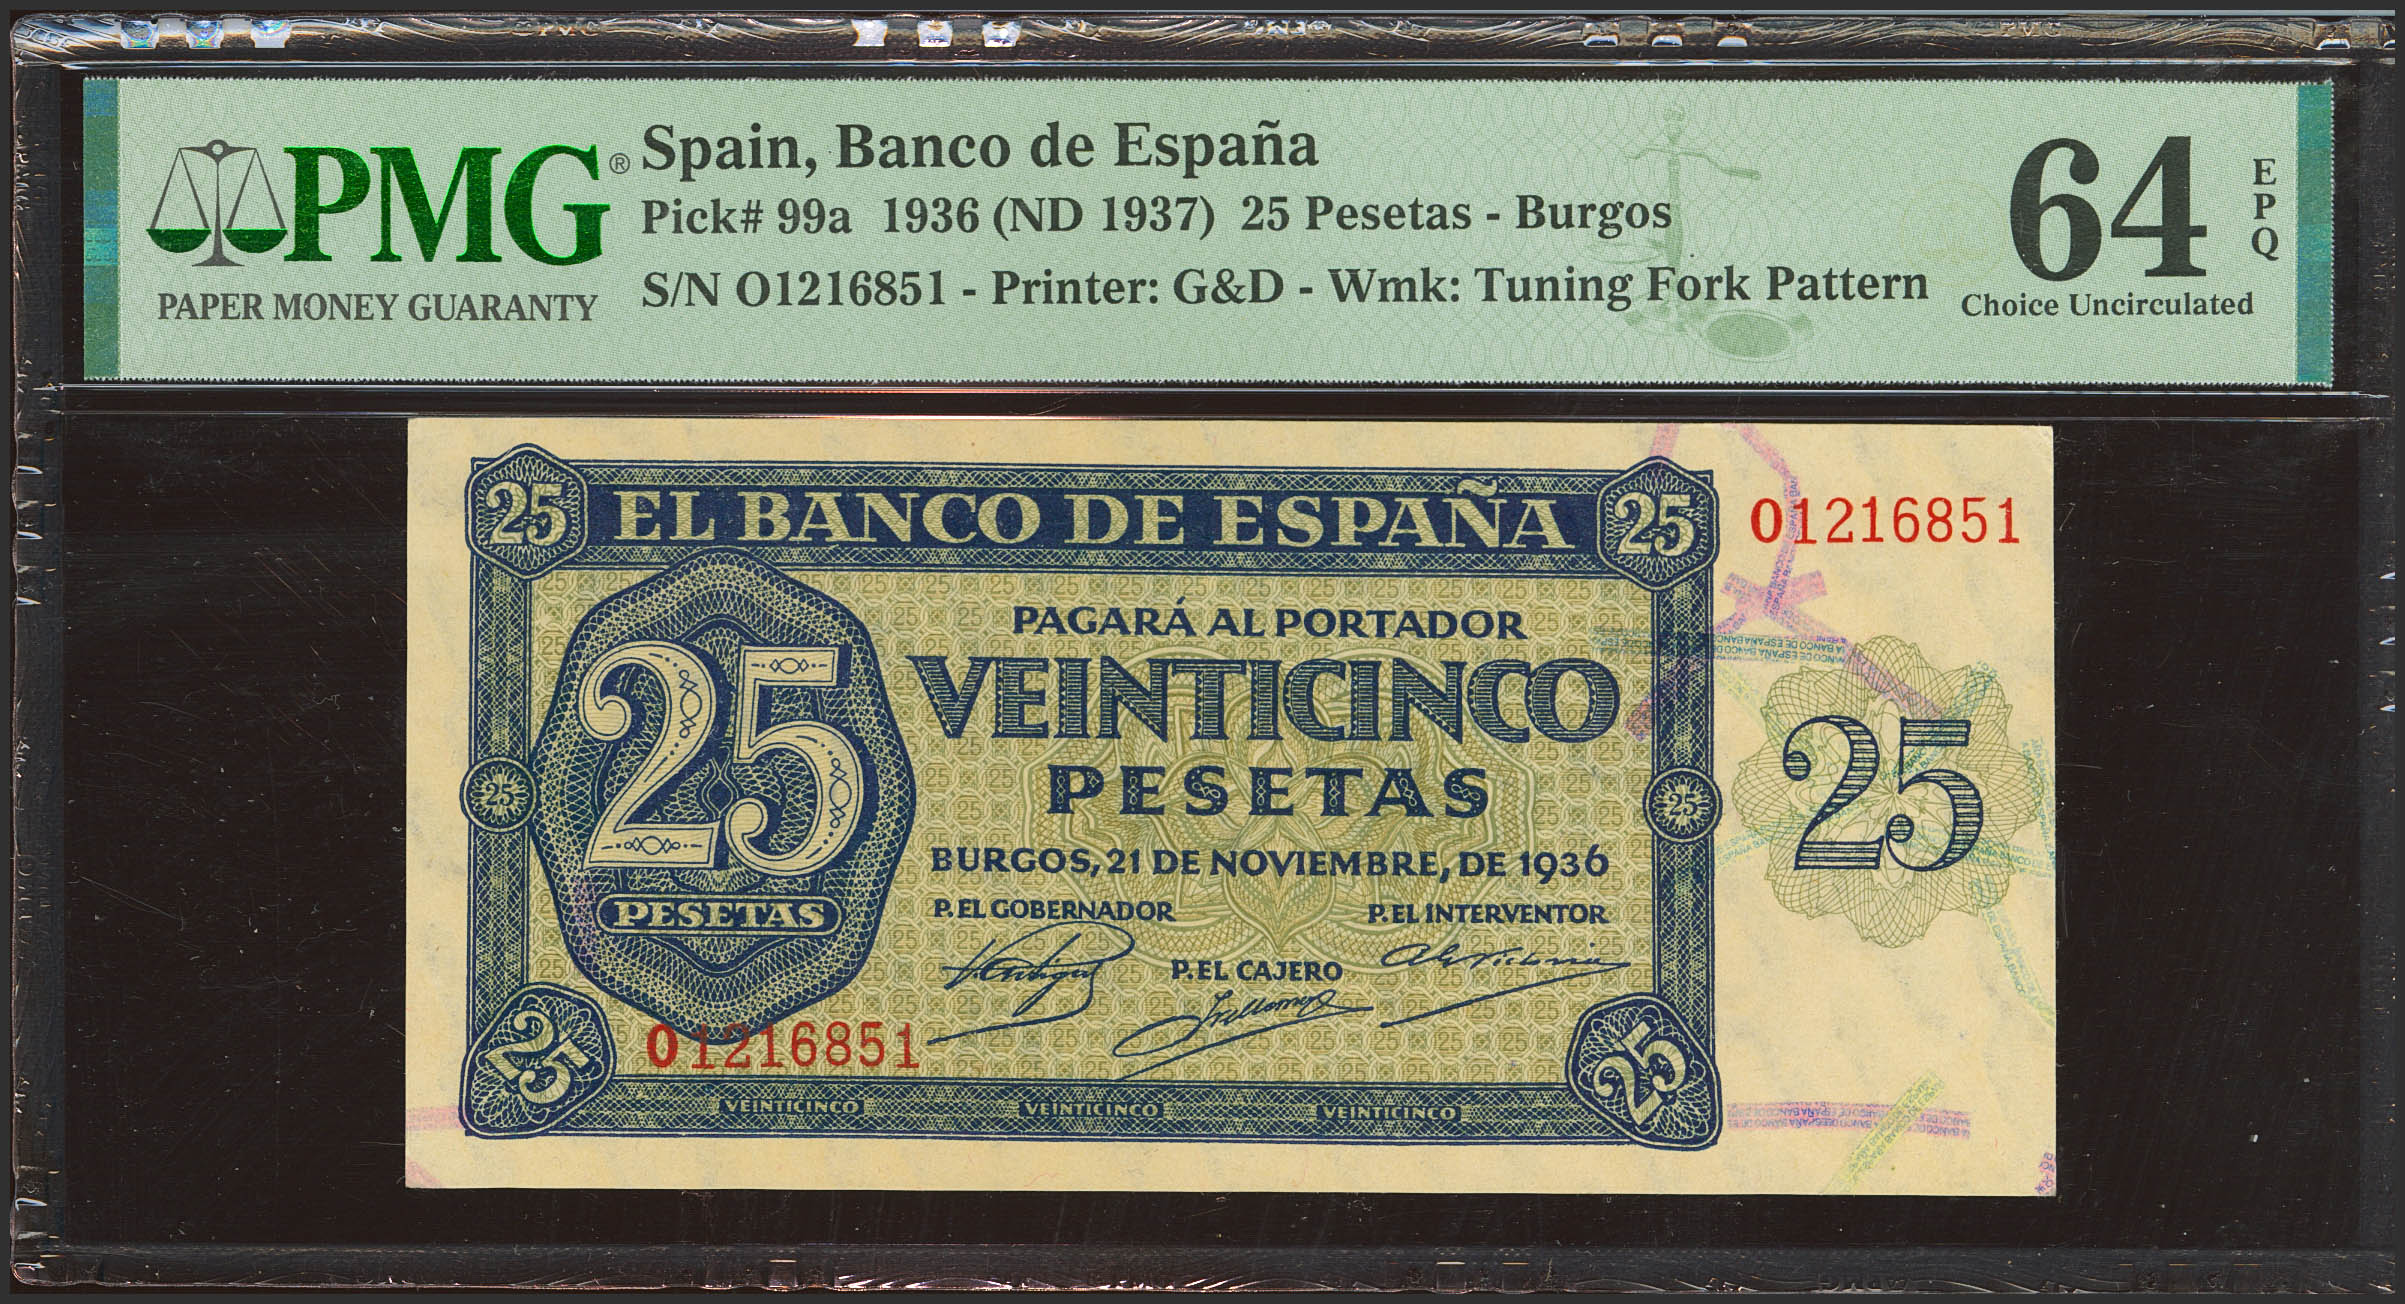 PMG®
PAPER MONEY GUARANTY
Spain, Banco de España
Pick# 99a 1936 (ND 1937) 25 Pesetas - Burgos
S/N O1216851 - Printer: G&D - Wmk: Tuning Fork Pattern
64
EPQ
Choice Uncirculated
25
EL BANCO DE ESPAÑA
25
O1216851
PAGARÁ AL PORTADOR
VEINTICINCO
PESETAS
25
PESETAS
25
25
25
BURGOS, 21 DE NOVIEMBRE, DE 1936
P. EL GOBERNADOR
P. EL INTERVENTOR
P. EL CAJERO
O1216851
25
25
VEINTICINCO
VEINTICINCO
VEINTICINCO